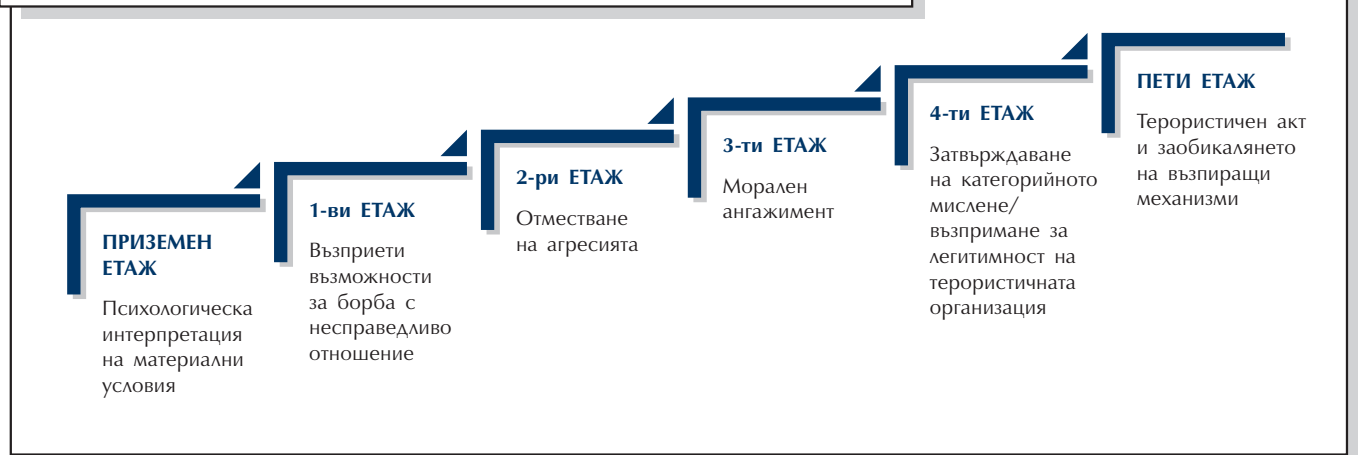 ПРИЗЕМЕН
ЕТАЖ
Психологическа
интерпретация
на материални
условия
1-ви ЕТАЖ
Възприети
възможности
за борба с
несправедливо
отношение
2-ри ЕТАЖ
Отместване
на агресията
3-ти ЕТАЖ
Морален
ангажимент
4-ти ЕТАЖ
Затвърждаване
на категорийното
мислене/
възпримане за
легитимност на
терористичната
организация
ПЕТИ ЕТАЖ
Терористичен акт
и заобикалянето
на възпиращи
механизми